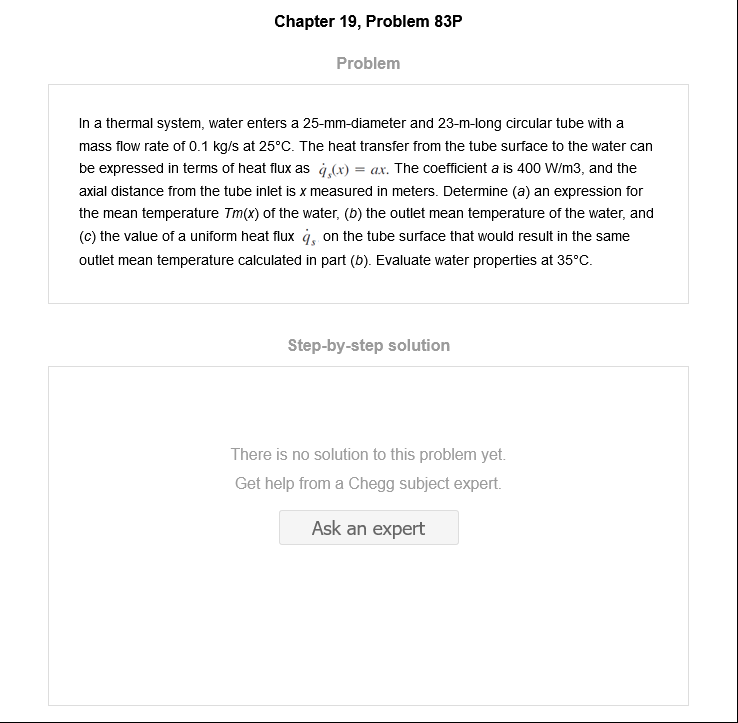 Chapter 19, Problem 83P
Problem
In a thermal system, water enters a 25-mm-diameter and 23-m-long circular tube with a
mass flow rate of 0.1 kg/s at 25°C. The heat transfer from the tube surface to the water can
be expressed in terms of heat flux as q̇ₛ(x) = ax. The coefficient a is 400 W/m3, and the
axial distance from the tube inlet is x measured in meters. Determine (a) an expression for
the mean temperature Tm(x) of the water, (b) the outlet mean temperature of the water, and
(c) the value of a uniform heat flux q̇ₛ on the tube surface that would result in the same
outlet mean temperature calculated in part (b). Evaluate water properties at 35°C.
Step-by-step solution
There is no solution to this problem yet.
Get help from a Chegg subject expert.
Ask an expert